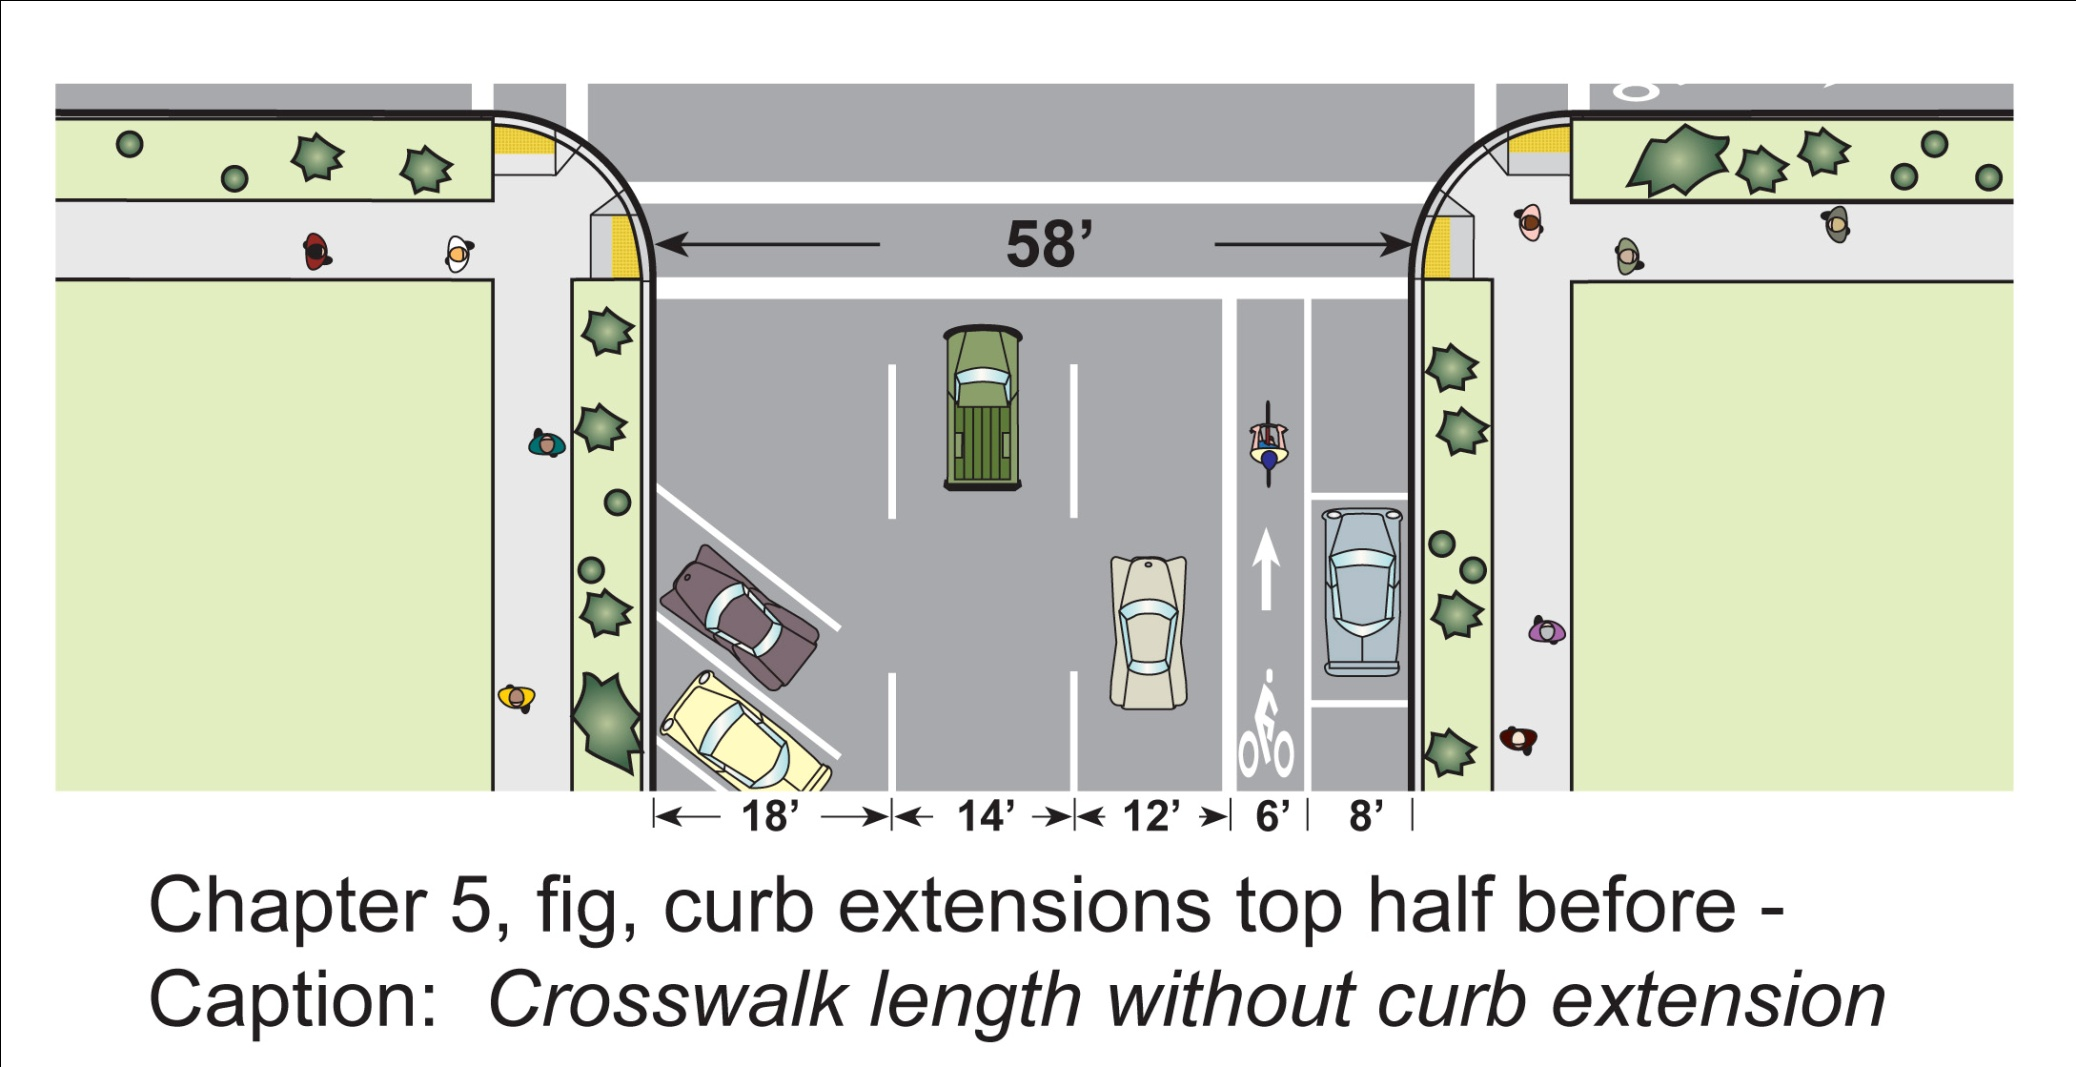 58’
18’ 14’ 12’ 6’ 8’
Chapter 5, fig, curb extensions top half before -
Caption: Crosswalk length without curb extension